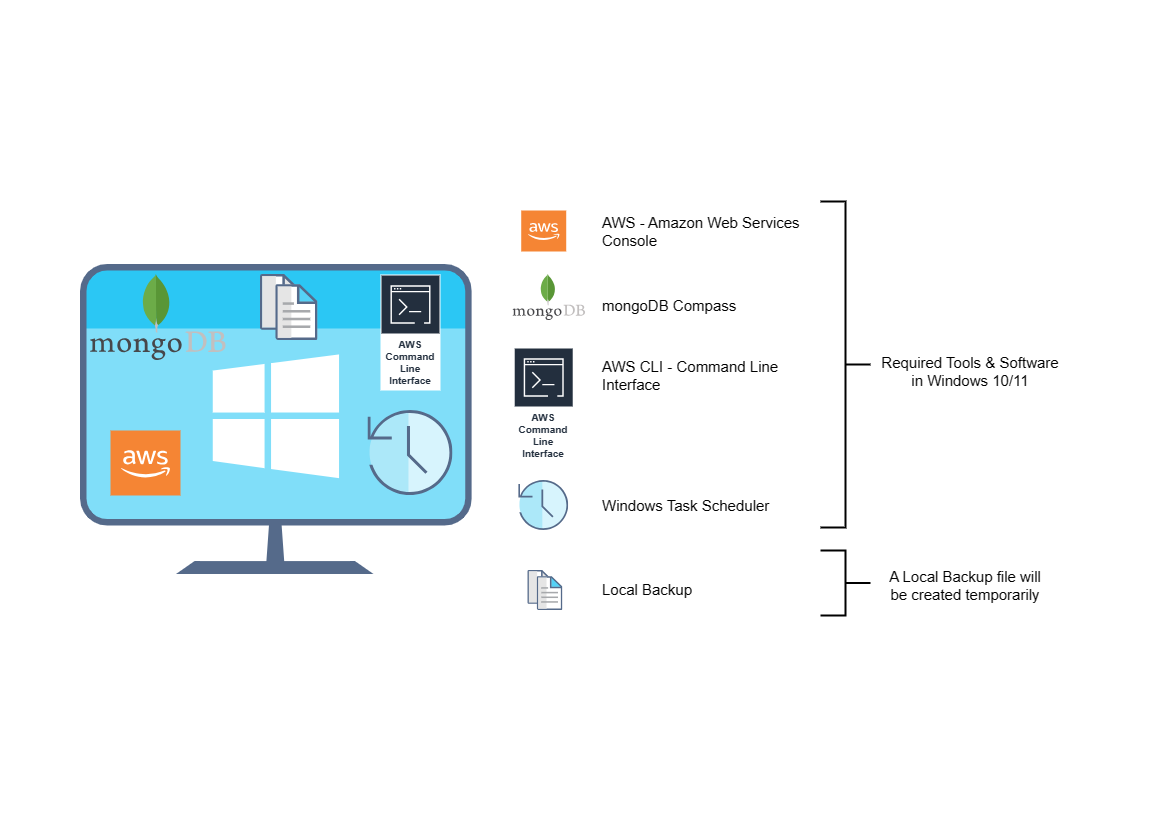 mongoDB
AWS
Command
Line
Interface
aws
aws
AWS - Amazon Web Services
Console
mongoDB
mongoDB Compass
AWS CLI - Command Line
Interface
AWS
Command
Line
Interface
Windows Task Scheduler
Local Backup
Required Tools & Software
in Windows 10/11
A Local Backup file will
be created temporarily